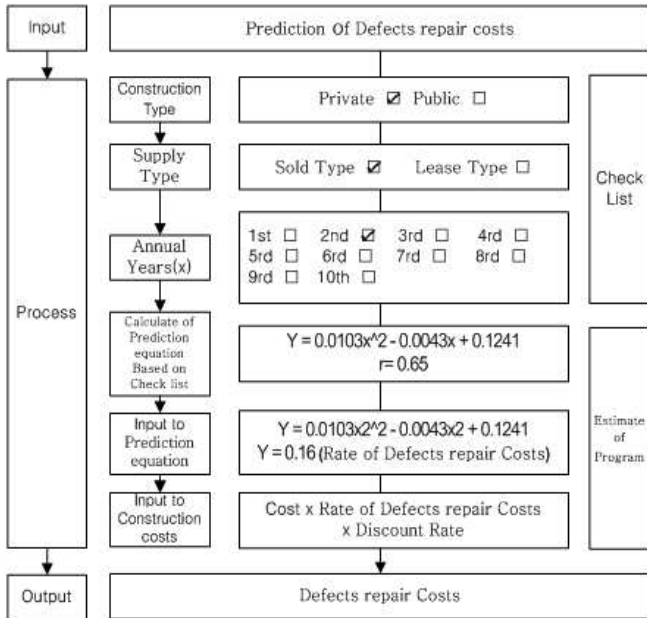 Input
Prediction Of Defects repair costs
Process
Construction
Type
Private ☑ Public ☐
Check
List
Supply
Type
Sold Type ☑ Lease Type ☐
Annual
Years(x)
1st ☐ 2nd ☑ 3rd ☐ 4rd ☐
5rd ☐ 6rd ☐ 7rd ☐ 8rd ☐
9rd ☐ 10th ☐
Calculate of
Prediction
equation
Based on
Check list
Y = 0.0103x^2 - 0.0043x + 0.1241
r= 0.65
Estimate
of
Program
Input to
Prediction
equation
Y = 0.0103x2^2 - 0.0043x2 + 0.1241
Y = 0.16 (Rate of Defects repair Costs)
Input to
Construction
costs
Cost x Rate of Defects repair Costs
x Discount Rate
Output
Defects repair Costs